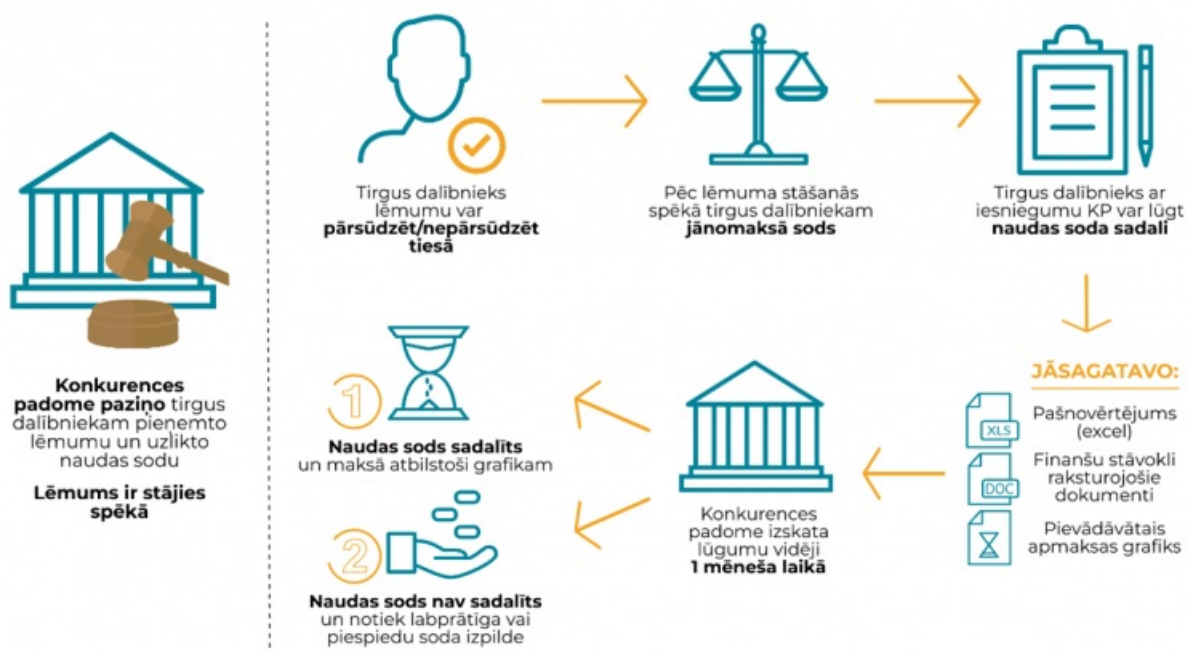 Konkurences
padome paziņo tirgus
dalībniekam pieņemto
lēmumu un uzlikto
naudas sodu
Lēmums ir stājies
spēkā
Tirgus dalībnieks
lēmumu var
pārsūdzēt/nepārsūdzēt
tiesā
Pēc lēmuma stāšanās
spēkā tirgus dalībniekam
jānomaksā sods
Tirgus dalībnieks ar
iesniegumu KP var lūgt
naudas soda sadali
JĀSAGATAVO:
XLS
Pašnovērtējums
(excel)
DOC
Finanšu stāvokli
raksturojošie
dokumenti
Pievādāvātais
apmaksas grafiks
Konkurences
padome izskata
lūgumu vidēji
1 mēneša laikā
1
Naudas sods sadalīts
un maksā atbilstoši grafikam
2
Naudas sods nav sadalīts
un notiek labprātīga vai
piespiedu soda izpilde